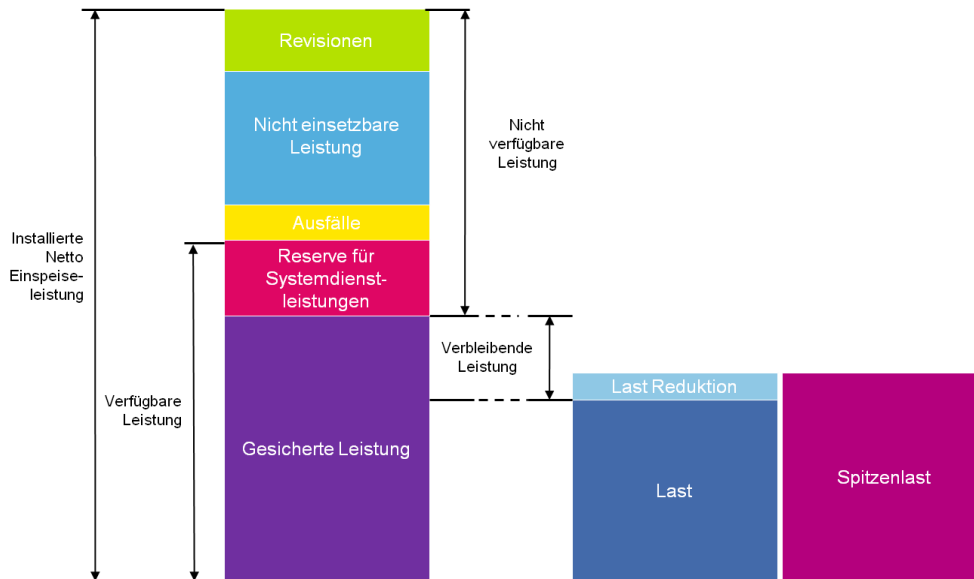 Revisionen
Nicht einsetzbare
Leistung
Nicht
verfügbare
Leistung
Ausfälle
Installierte
Netto
Einspeise-
leistung
Reserve für
Systemdienst-
leistungen
Verbleibende
Leistung
Verfügbare
Leistung
Gesicherte Leistung
Last Reduktion
Last
Spitzenlast